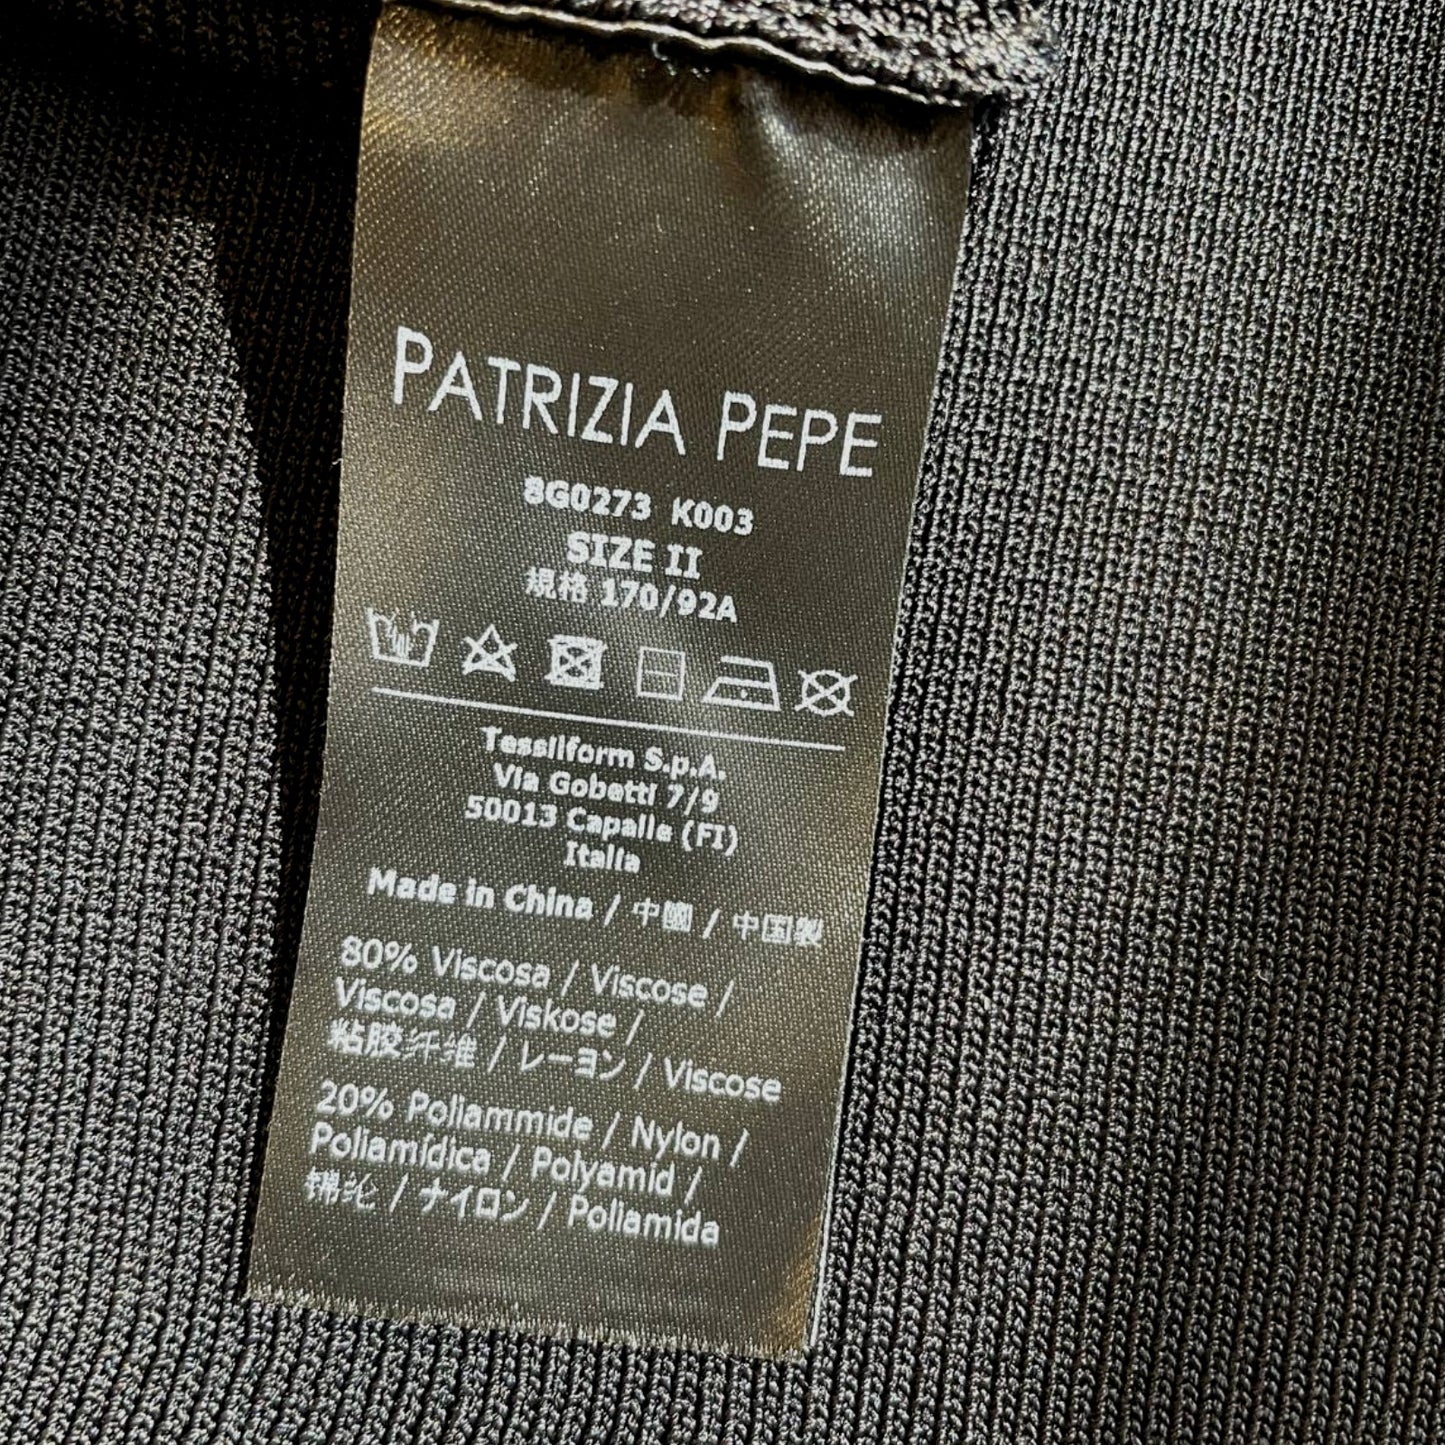 PATRIZIA PEPE
8G0273 K003
SIZE II
規格 170/92A
Tessilform S.p.A.
Via Gobetti 7/9
50013 Capalle (FI)
Italia
Made in China / 中國 / 中国製
80% Viscosa / Viscose /
Viscosa / Viskose /
粘胶纤维 / レーヨン / Viscose
20% Poliammide / Nylon /
Poliamídica / Polyamid /
锦纶 / ナイロン / Poliamida